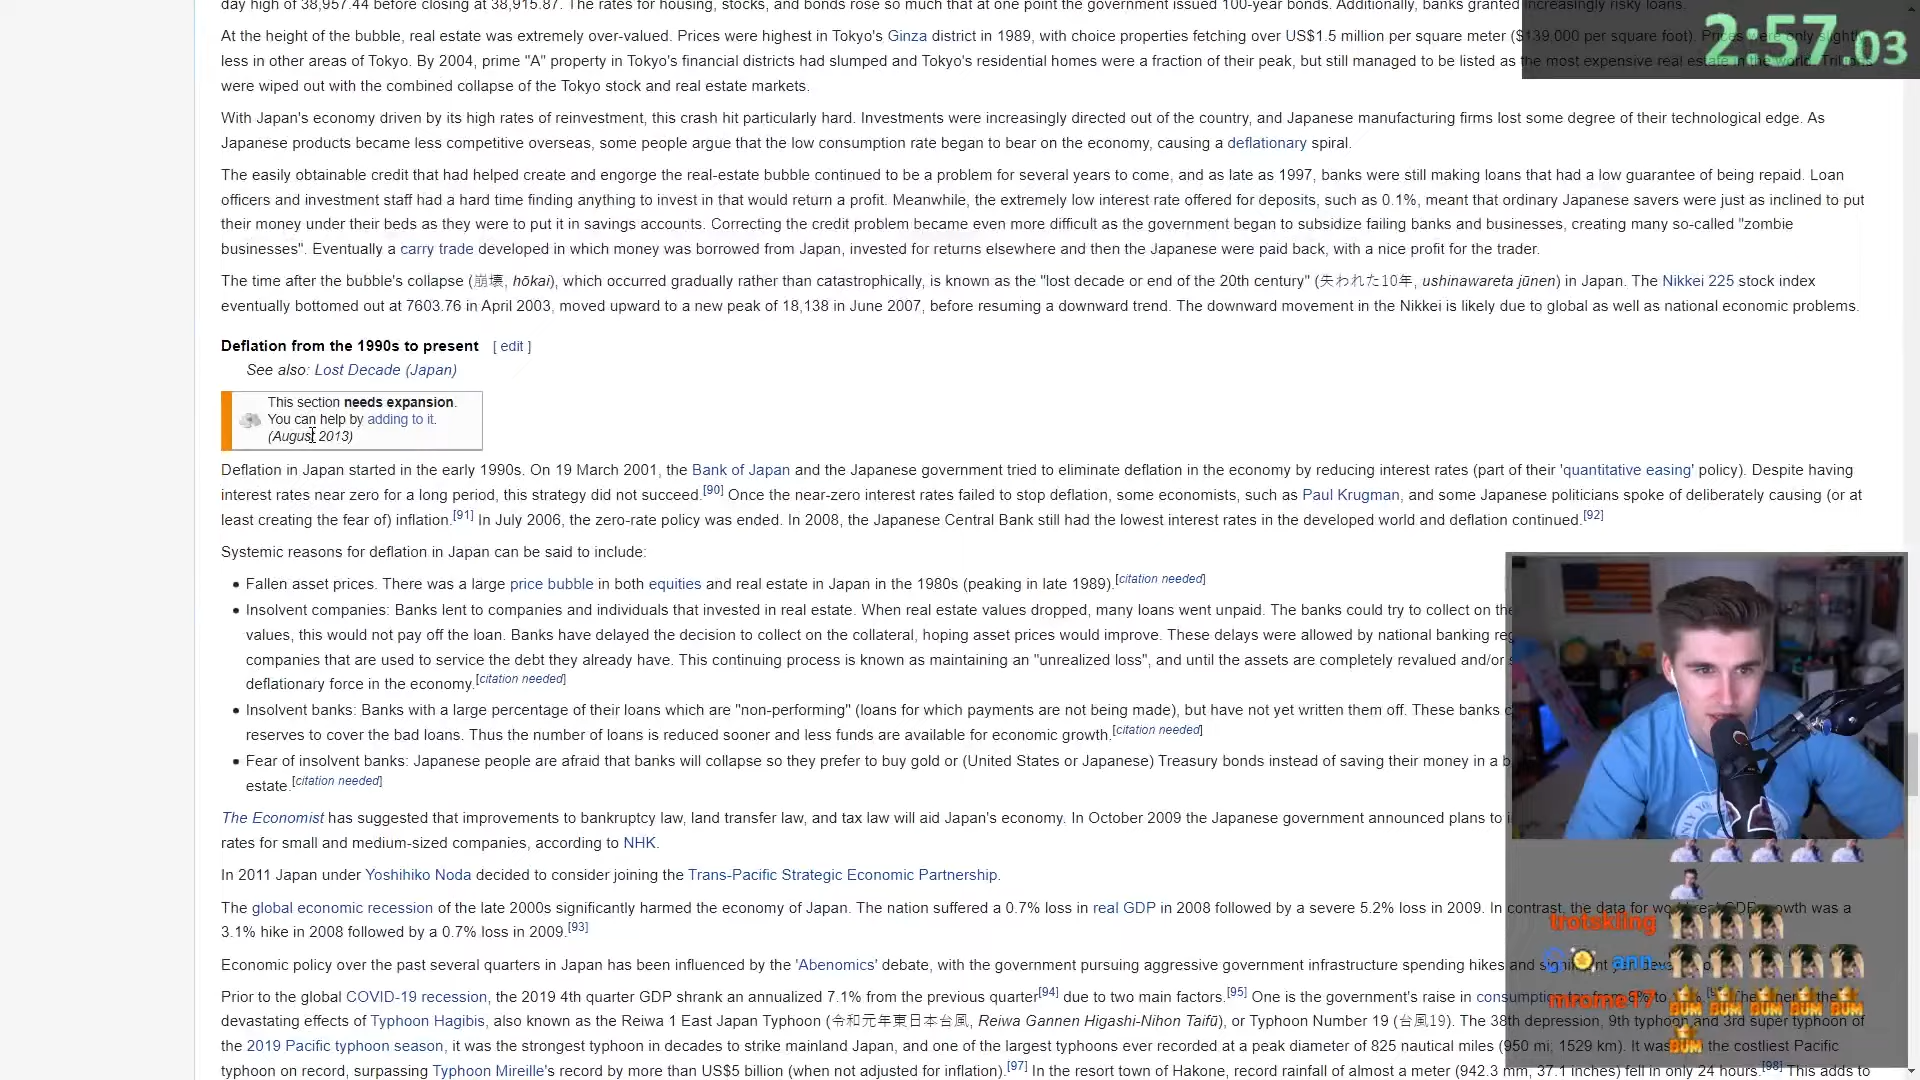 day high of 38,957.44 before closing at 38,915.87. The rates for housing, stocks, and bonds rose so much that at one point the government issued 100-year bonds. Additionally, banks granted increasingly risky loans.
At the height of the bubble, real estate was extremely over-valued. Prices were highest in Tokyo's Ginza district in 1989, with choice properties fetching over US$1.5 million per square meter ($139,000 per square foot). Prices were only slightly
less in other areas of Tokyo. By 2004, prime "A" property in Tokyo's financial districts had slumped and Tokyo's residential homes were a fraction of their peak, but still managed to be listed as the most expensive real estate in the world. Trillions
were wiped out with the combined collapse of the Tokyo stock and real estate markets.
2:57.03
With Japan's economy driven by its high rates of reinvestment, this crash hit particularly hard. Investments were increasingly directed out of the country, and Japanese manufacturing firms lost some degree of their technological edge. As
Japanese products became less competitive overseas, some people argue that the low consumption rate began to bear on the economy, causing a deflationary spiral.
The easily obtainable credit that had helped create and engorge the real-estate bubble continued to be a problem for several years to come, and as late as 1997, banks were still making loans that had a low guarantee of being repaid. Loan
officers and investment staff had a hard time finding anything to invest in that would return a profit. Meanwhile, the extremely low interest rate offered for deposits, such as 0.1%, meant that ordinary Japanese savers were just as inclined to put
their money under their beds as they were to put it in savings accounts. Correcting the credit problem became even more difficult as the government began to subsidize failing banks and businesses, creating many so-called "zombie
businesses". Eventually a carry trade developed in which money was borrowed from Japan, invested for returns elsewhere and then the Japanese were paid back, with a nice profit for the trader.
The time after the bubble's collapse (崩壊, hōkai), which occurred gradually rather than catastrophically, is known as the "lost decade or end of the 20th century" (失われた10年, ushinawareta jūnen) in Japan. The Nikkei 225 stock index
eventually bottomed out at 7603.76 in April 2003, moved upward to a new peak of 18,138 in June 2007, before resuming a downward trend. The downward movement in the Nikkei is likely due to global as well as national economic problems.
Deflation from the 1990s to present [ edit ]
See also: Lost Decade (Japan)
This section needs expansion.
You can help by adding to it.
(August 2013)
Deflation in Japan started in the early 1990s. On 19 March 2001, the Bank of Japan and the Japanese government tried to eliminate deflation in the economy by reducing interest rates (part of their 'quantitative easing' policy). Despite having
interest rates near zero for a long period, this strategy did not succeed.[90] Once the near-zero interest rates failed to stop deflation, some economists, such as Paul Krugman, and some Japanese politicians spoke of deliberately causing (or at
least creating the fear of) inflation.[91] In July 2006, the zero-rate policy was ended. In 2008, the Japanese Central Bank still had the lowest interest rates in the developed world and deflation continued.[92]
Systemic reasons for deflation in Japan can be said to include:
• Fallen asset prices. There was a large price bubble in both equities and real estate in Japan in the 1980s (peaking in late 1989).[citation needed]
• Insolvent companies: Banks lent to companies and individuals that invested in real estate. When real estate values dropped, many loans went unpaid. The banks could try to collect on the
values, this would not pay off the loan. Banks have delayed the decision to collect on the collateral, hoping asset prices would improve. These delays were allowed by national banking
companies that are used to service the debt they already have. This continuing process is known as maintaining an "unrealized loss", and until the assets are completely revalued and/or
deflationary force in the economy.[citation needed]
• Insolvent banks: Banks with a large percentage of their loans which are "non-performing" (loans for which payments are not being made), but have not yet written them off. These banks
reserves to cover the bad loans. Thus the number of loans is reduced sooner and less funds are available for economic growth.[citation needed]
• Fear of insolvent banks: Japanese people are afraid that banks will collapse so they prefer to buy gold or (United States or Japanese) Treasury bonds instead of saving their money in a
estate.[citation needed]
The Economist has suggested that improvements to bankruptcy law, land transfer law, and tax law will aid Japan's economy. In October 2009 the Japanese government announced plans to
rates for small and medium-sized companies, according to NHK.
In 2011 Japan under Yoshihiko Noda decided to consider joining the Trans-Pacific Strategic Economic Partnership.
The global economic recession of the late 2000s significantly harmed the economy of Japan. The nation suffered a 0.7% loss in real GDP in 2008 followed by a severe 5.2% loss in 2009. In contrast, the data for world real GDP growth was a
3.1% hike in 2008 followed by a 0.7% loss in 2009.[93]
trotskiing
Economic policy over the past several quarters in Japan has been influenced by the 'Abenomics' debate, with the government pursuing aggressive government infrastructure spending hikes and
ann
Prior to the global COVID-19 recession, the 2019 4th quarter GDP shrank an annualized 7.1% from the previous quarter[94] due to two main factors.[95] One is the government's raise in consumption
mrome17
BUM BUM BUM BUM BUM
devastating effects of Typhoon Hagibis, also known as the Reiwa 1 East Japan Typhoon (令和元年東日本台風, Reiwa Gannen Higashi-Nihon Taifū), or Typhoon Number 19 (台風19). The 38th depression, 9th typhoon and 3rd super typhoon of
the 2019 Pacific typhoon season, it was the strongest typhoon in decades to strike mainland Japan, and one of the largest typhoons ever recorded at a peak diameter of 825 nautical miles (950 mi; 1529 km). It was the costliest Pacific
BUM
typhoon on record, surpassing Typhoon Mireille's record by more than US$5 billion (when not adjusted for inflation).[97] In the resort town of Hakone, record rainfall of almost a meter (942.3 mm, 37.1 inches) fell in only 24 hours.[98] This adds to